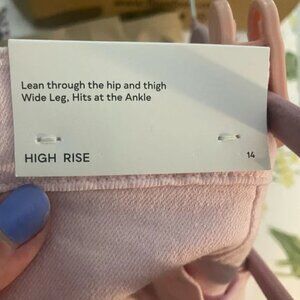 Lean through the hip and thigh
Wide Leg, Hits at the Ankle
HIGH RISE
14